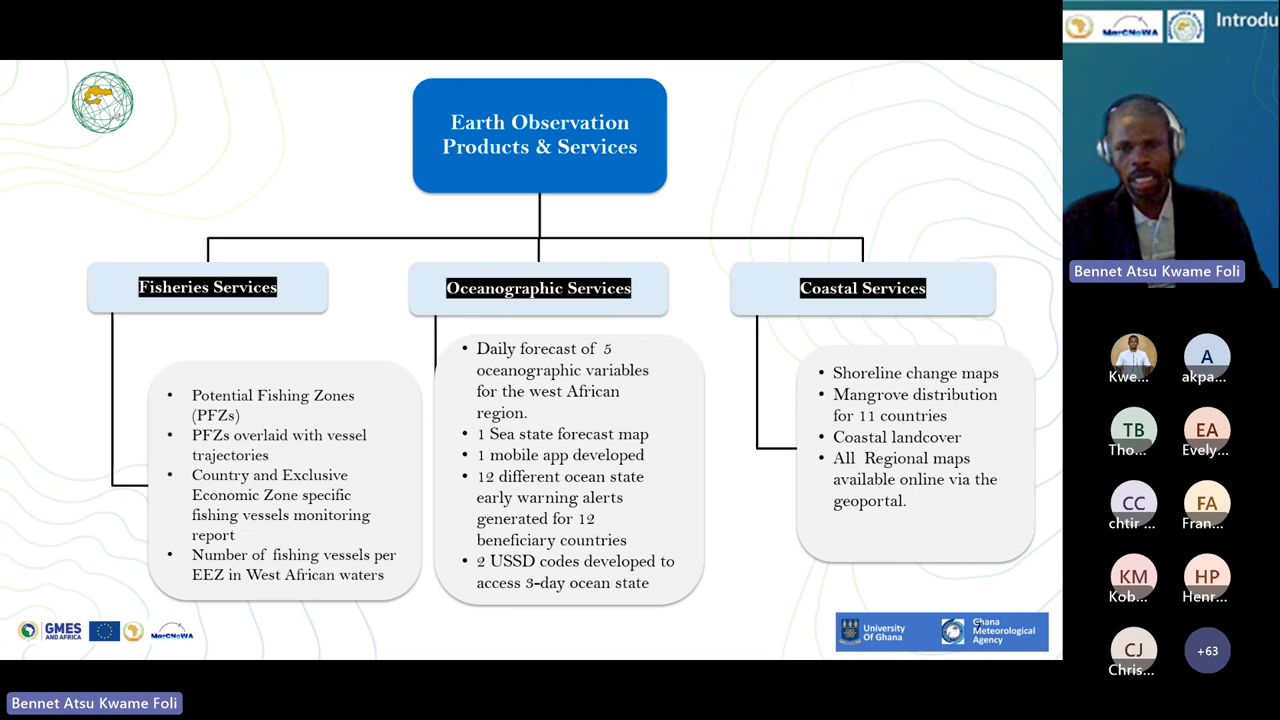 Earth Observation
Products & Services
Fisheries Services
Potential Fishing Zones
(PFZs)
PFZs overlaid with vessel
trajectories
Country and Exclusive
Economic Zone specific
fishing vessels monitoring
report
Number of fishing vessels per
EEZ in West African waters
Oceanographic Services
Daily forecast of 5
oceanographic variables
for the west African
region.
1 Sea state forecast map
1 mobile app developed
12 different ocean state
early warning alerts
generated for 12
beneficiary countries
2 USSD codes developed to
access 3-day ocean state
Coastal Services
Shoreline change maps
Mangrove distribution
for 11 countries
Coastal landcover
All Regional maps
available online via the
geoportal.
GMES
AND AFRICA
MarCNoWA
University
Of Ghana
Ghana
Meteorological
Agency
Bennet Atsu Kwame Foli
MarCNoWA
Introdu
Bennet Atsu Kwame Foli
Kwe...
A
akpa...
TB
Tho...
EA
Evely...
CC
chtir ...
FA
Fran...
KM
Kob...
HP
Henr...
CJ
Chris...
+63